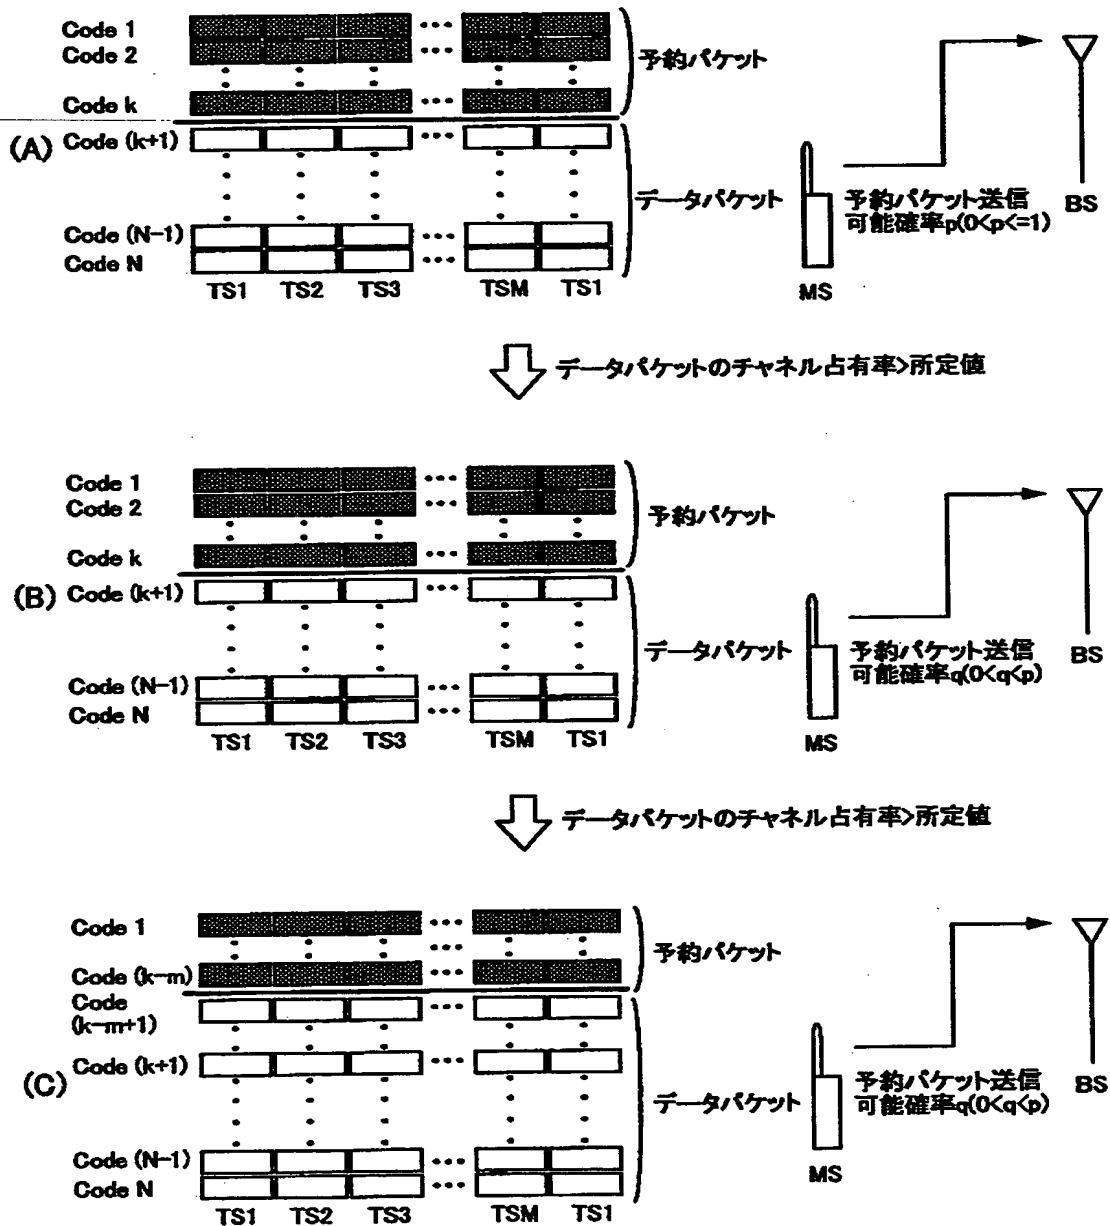 Code 1
Code 2
Code k
予約パケット
(A)
Code (k+1)
データパケット
Code (N-1)
Code N
TS1 TS2 TS3 TSM TS1
予約パケット送信
可能確率p(0<p<=1)
MS
BS
データパケットのチャネル占有率>所定値
Code 1
Code 2
Code k
予約パケット
(B)
Code (k+1)
データパケット
Code (N-1)
Code N
TS1 TS2 TS3 TSM TS1
予約パケット送信
可能確率q(0<q<p)
MS
BS
データパケットのチャネル占有率>所定値
Code 1
Code (k-m)
予約パケット
Code
(k-m+1)
(C)
Code (k+1)
データパケット
Code (N-1)
Code N
TS1 TS2 TS3 TSM TS1
予約パケット送信
可能確率q(0<q<p)
MS
BS